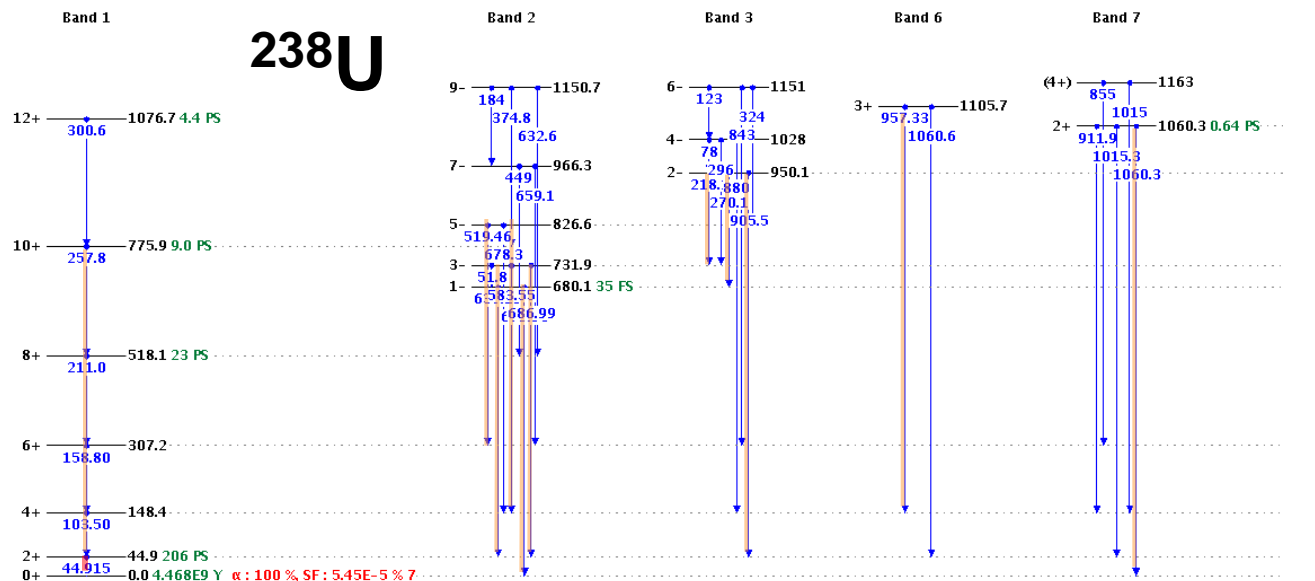 Band 1 Band 2 Band 3 Band 6 Band 7
238U
(4+) 1163
9- 1150.7
6- 1151
184 123 855
3+ 1105.7
374.8 324 957.33 1015
12+ 1076.7 4.4 PS
300.6 632.6 843 1060.6
2+ 1060.3 0.64 PS
4- 1028
911.9
78 1015.3
7- 966.3
296
2- 950.1
449 1060.3
218. 880
659.1 270.1
905.5
5- 826.6
519.46
10+ 775.9 9.0 PS
678.3
257.8
3- 731.9
51.8
1- 680.1 35 FS
583.55
686.99
8+ 518.1 23 PS
211.0
6+ 307.2
158.80
4+ 148.4
103.50
2+ 44.9 206 PS
44.915
0+ 0.0 4.468E9 Y α : 100 %, SF: 5.45E-5 % 7